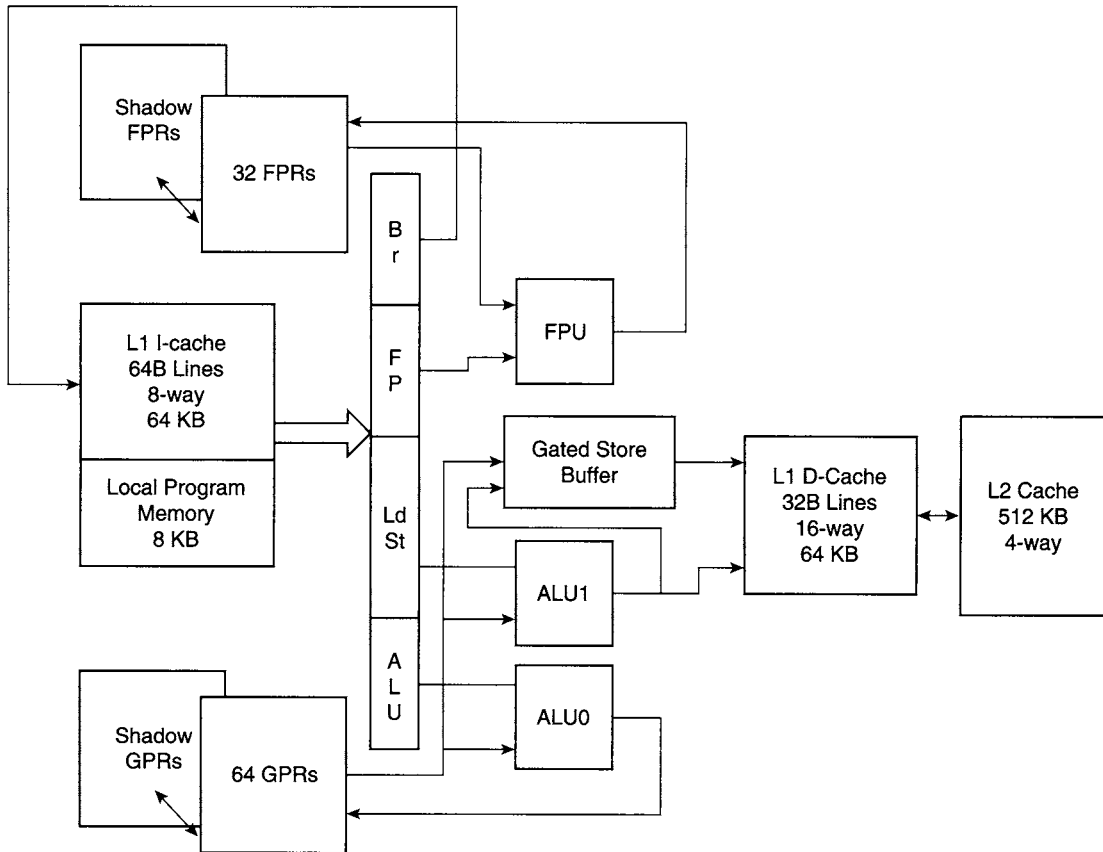 Shadow
FPRs
32 FPRs
B
r
F
P
Ld
St
A
L
U
L1 I-cache
64B Lines
8-way
64 KB
Local Program
Memory
8 KB
FPU
Gated Store
Buffer
L1 D-Cache
32B Lines
16-way
64 KB
L2 Cache
512 KB
4-way
ALU1
ALU0
Shadow
GPRs
64 GPRs